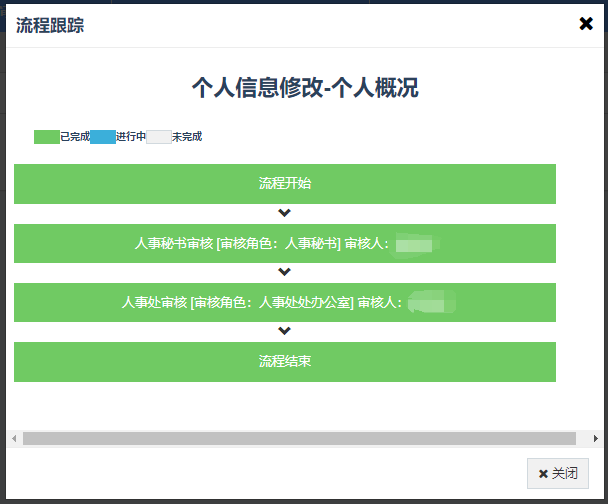 流程跟踪
个人信息修改-个人概况
已完成 进行中 未完成
流程开始
人事秘书审核 [审核角色：人事秘书] 审核人：
人事处审核 [审核角色：人事处处办公室] 审核人：
流程结束
关闭